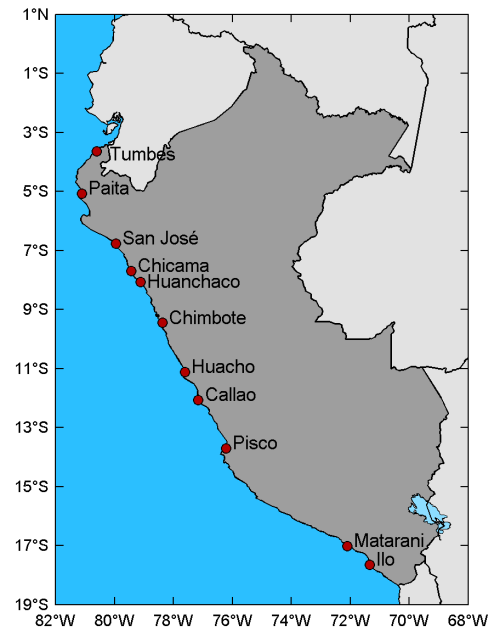 1°N
1°S
3°S
Tumbes
5°S
Paita
San José
7°S
Chicama
Huanchaco
9°S
Chimbote
11°S
Huacho
Callao
13°S
Pisco
15°S
17°S
Matarani
Ilo
19°S
82°W 80°W 78°W 76°W 74°W 72°W 70°W 68°W